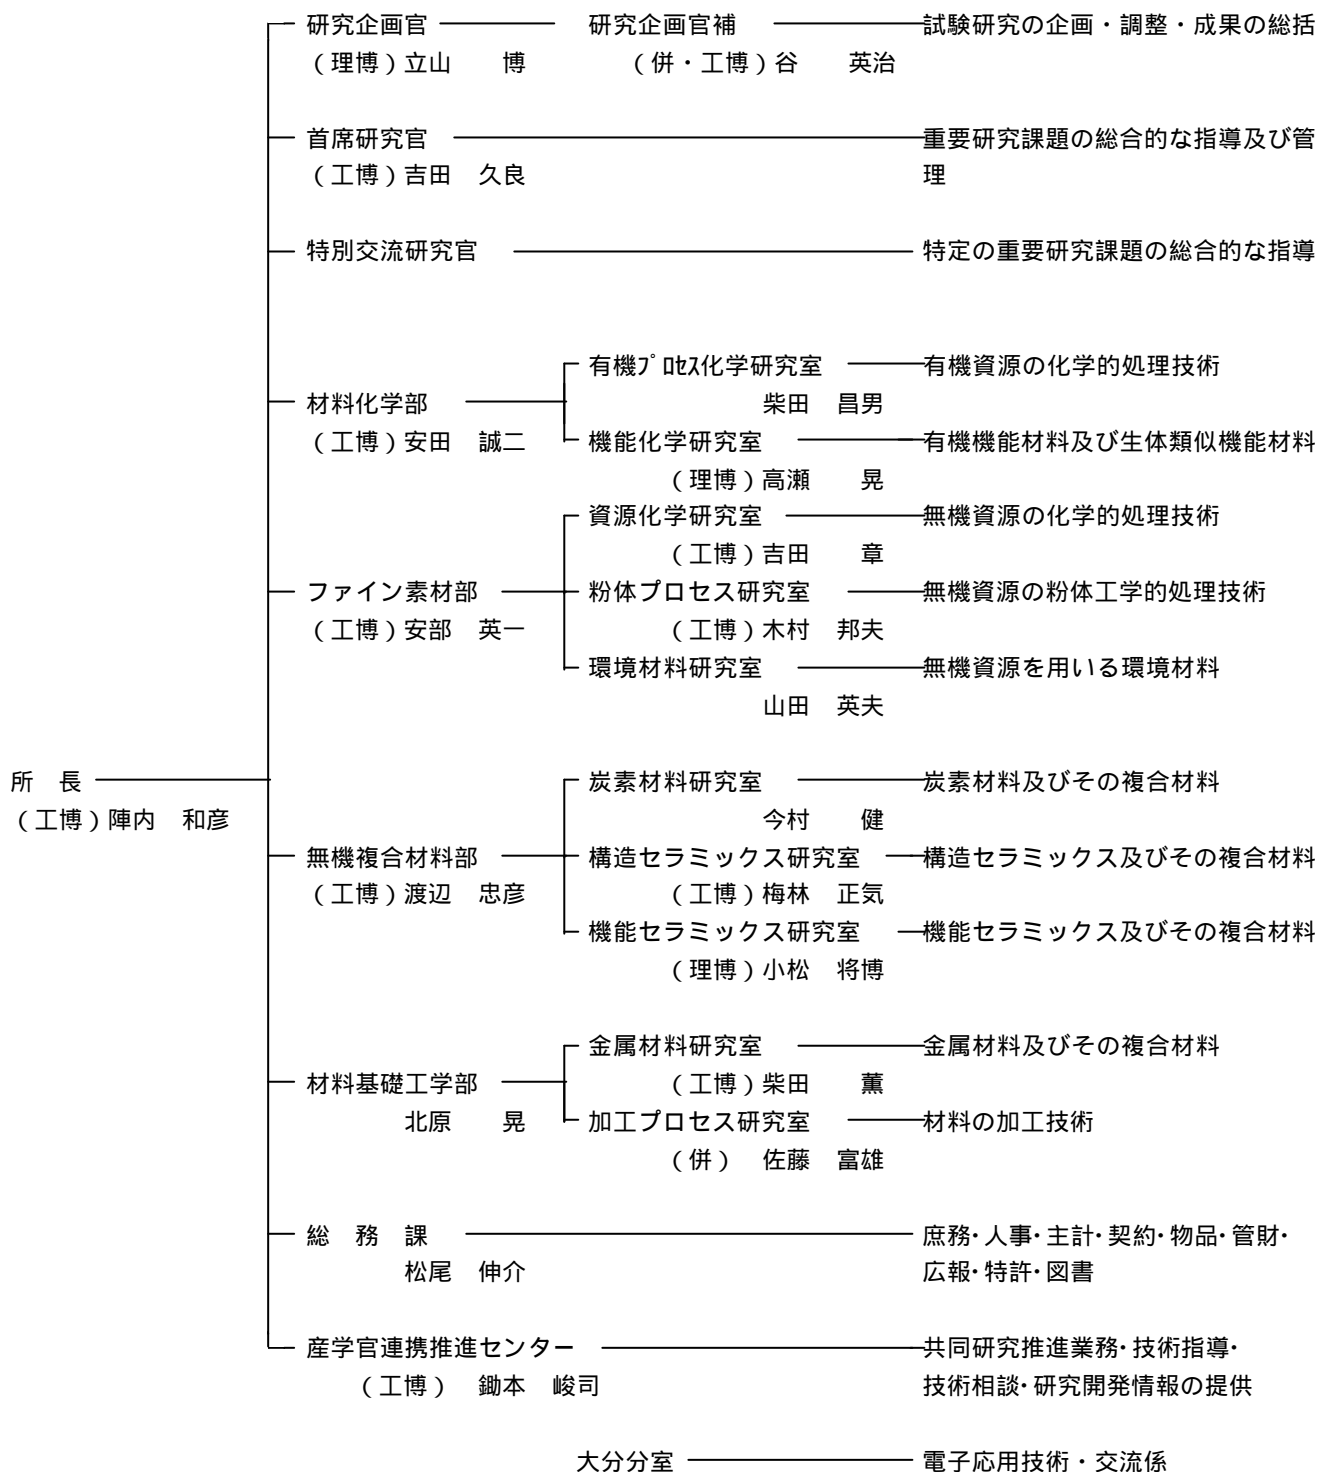 研究企画官 研究企画官補 試験研究の企画・調整・成果の総括
（理博）立山　　博 （併・工博）谷　　英治
首席研究官 重要研究課題の総合的な指導及び管
（工博）吉田　久良 理
特別交流研究官 特定の重要研究課題の総合的な指導
有機ﾌﾟﾛｾｽ化学研究室 有機資源の化学的処理技術
材料化学部 柴田　昌男
（工博）安田　誠二 機能化学研究室 有機機能材料及び生体類似機能材料
（理博）高瀬　　晃
資源化学研究室 無機資源の化学的処理技術
（工博）吉田　　章
ファイン素材部 粉体プロセス研究室 無機資源の粉体工学的処理技術
（工博）安部　英一 （工博）木村　邦夫
環境材料研究室 無機資源を用いる環境材料
山田　英夫
所　長 炭素材料研究室 炭素材料及びその複合材料
（工博）陣内　和彦 今村　　健
無機複合材料部 構造セラミックス研究室 構造セラミックス及びその複合材料
（工博）渡辺　忠彦 （工博）梅林　正気
機能セラミックス研究室 機能セラミックス及びその複合材料
（理博）小松　将博
金属材料研究室 金属材料及びその複合材料
材料基礎工学部 （工博）柴田　　薫
北原　　晃 加工プロセス研究室 材料の加工技術
（併）　佐藤　富雄
総　務　課 庶務･人事･主計･契約･物品･管財･
松尾　伸介 広報･特許･図書
産学官連携推進センター 共同研究推進業務･技術指導･
（工博）　鋤本　峻司 技術相談･研究開発情報の提供
大分分室 電子応用技術・交流係